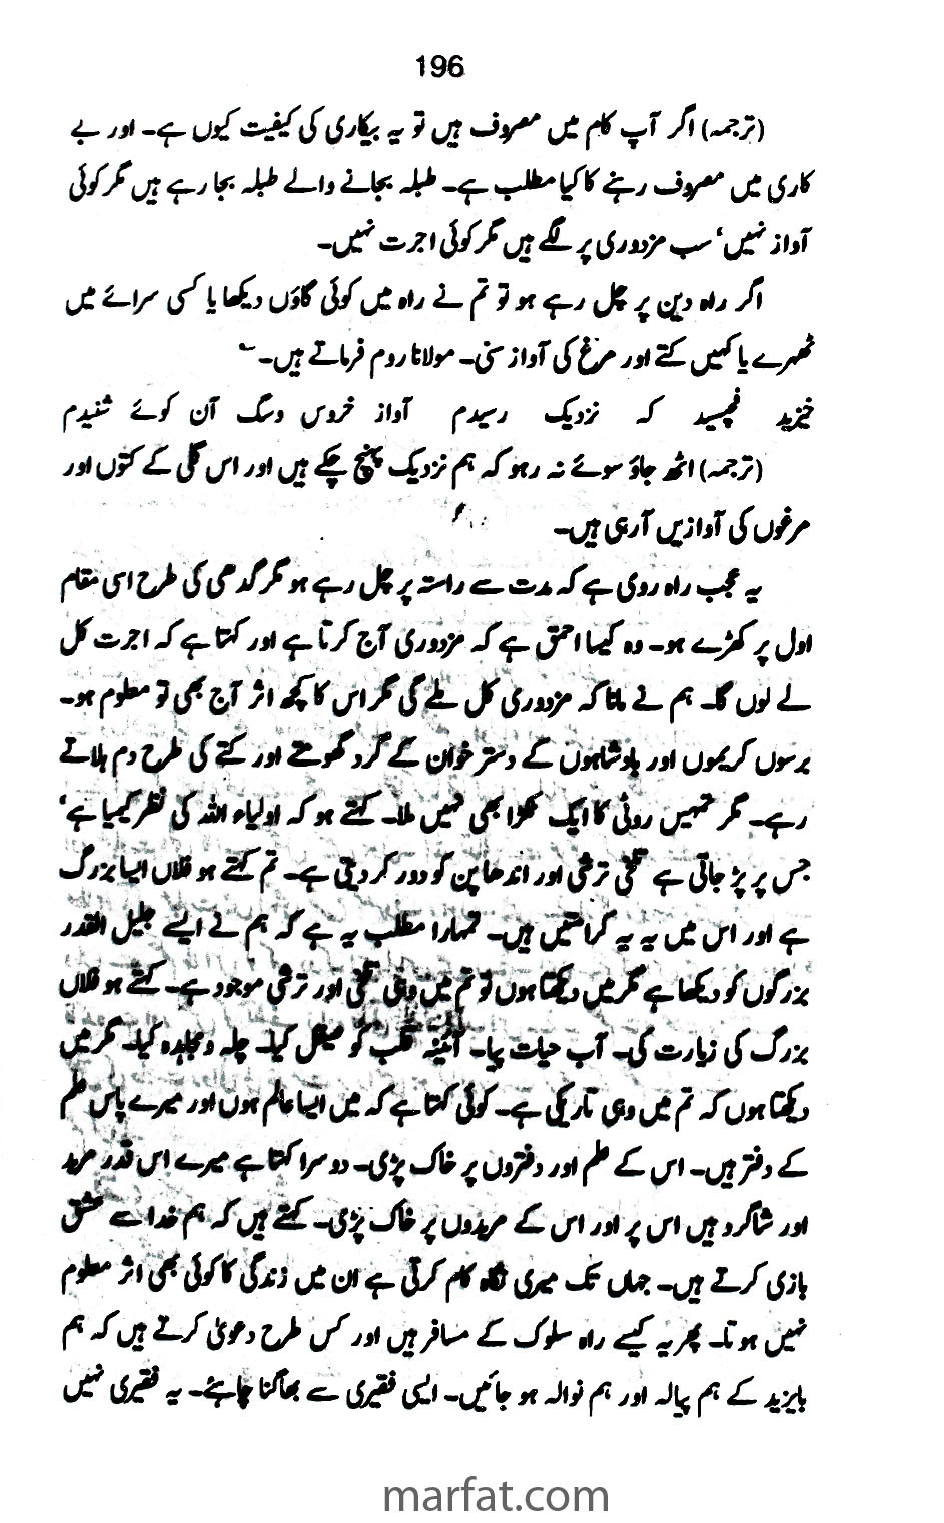 196
(ترجمہ) اگر آپ کام میں مصروف ہیں تو یہ بیکاری کی کیفیت کیوں ہے۔ اور بے
کاری میں مصروف رہنے کا کیا مطلب ہے۔ طبلہ بجانے والے طبلہ بجا رہے ہیں مگر کوئی
آواز نہیں‘ سب مزدوری پر لگے ہیں مگر کوئی اجرت نہیں۔
اگر راہ دین پر چل رہے ہو تو تم نے راہ میں کوئی گاؤں دیکھا یا کسی سرائے میں
ٹھہرے یا کہیں کتے اور مرغ کی آواز سنی۔ مولانا روم فرماتے ہیں۔
خیزید نخسپید کہ نزدیک رسیدم آواز خروس وسگ آن کوئے شنیدم
(ترجمہ) اٹھ جاؤ سوئے نہ رہو کہ ہم نزدیک پہنچ چکے ہیں اور اس گلی کے کتوں اور
مرغوں کی آوازیں آرہی ہیں۔
یہ عجب راہ روی ہے کہ مدت سے راستہ پر چل رہے ہو مگر گدھی کی طرح اسی مقام
اول پر کھڑے ہو۔ وہ کیسا احمق ہے کہ مزدوری آج کرتا ہے اور کہتا ہے کہ اجرت کل
لے لوں گا۔ ہم نے مانا کہ مزدوری کل ملے گی مگر اس کا کچھ اثر آج بھی تو معلوم ہو۔
برسوں کریموں اور بادشاہوں کے دستر خوان کے گرد گھومتے اور کتے کی طرح دم ہلاتے
رہے۔ مگر تمہیں روٹی کا ایک ٹکڑا بھی نہیں ملا۔ کہتے ہو کہ اولیاء اللہ کی نظر کیمیا ہے‘
جس پر پڑ جاتی ہے تلخی ترشی اور اندھا پن کو دور کر دیتی ہے۔ تم کہتے ہو فلاں ایسا بزرگ
ہے اور اس میں یہ یہ کرامتیں ہیں۔ تمہارا مطلب یہ ہے کہ ہم نے ایسے جلیل القدر
بزرگوں کو دیکھا ہے مگر میں دیکھتا ہوں تو تم میں وہی تلخی اور ترشی موجود ہے۔ کہتے ہو فلاں
بزرگ کی زیارت کی۔ آب حیات پیا۔ آئینہ قلب کو صیقل کیا۔ چلہ و مجاہدہ کیا۔ مگر میں
دیکھتا ہوں کہ تم میں وہی تاریکی ہے۔ کوئی کہتا ہے کہ میں ایسا عالم ہوں اور میرے پاس علم
کے دفتر ہیں۔ اس کے علم اور دفتروں پر خاک پڑی۔ دوسرا کہتا ہے میرے اس قدر مرید
اور شاگرد ہیں اس پر اور اس کے مریدوں پر خاک پڑی۔ کہتے ہیں کہ ہم خدا سے عشق
بازی کرتے ہیں۔ جہاں تک میری نگاہ کام کرتی ہے ان میں زندگی کا کوئی بھی اثر معلوم
نہیں ہوتا۔ پھر یہ کیسے راہ سلوک کے مسافر ہیں اور کس طرح دعویٰ کرتے ہیں کہ ہم
بایزید کے ہم پیالہ اور ہم نوالہ ہو جائیں۔ ایسی فقیری سے بھاگنا چاہئے۔ یہ فقیری نہیں
marfat.com